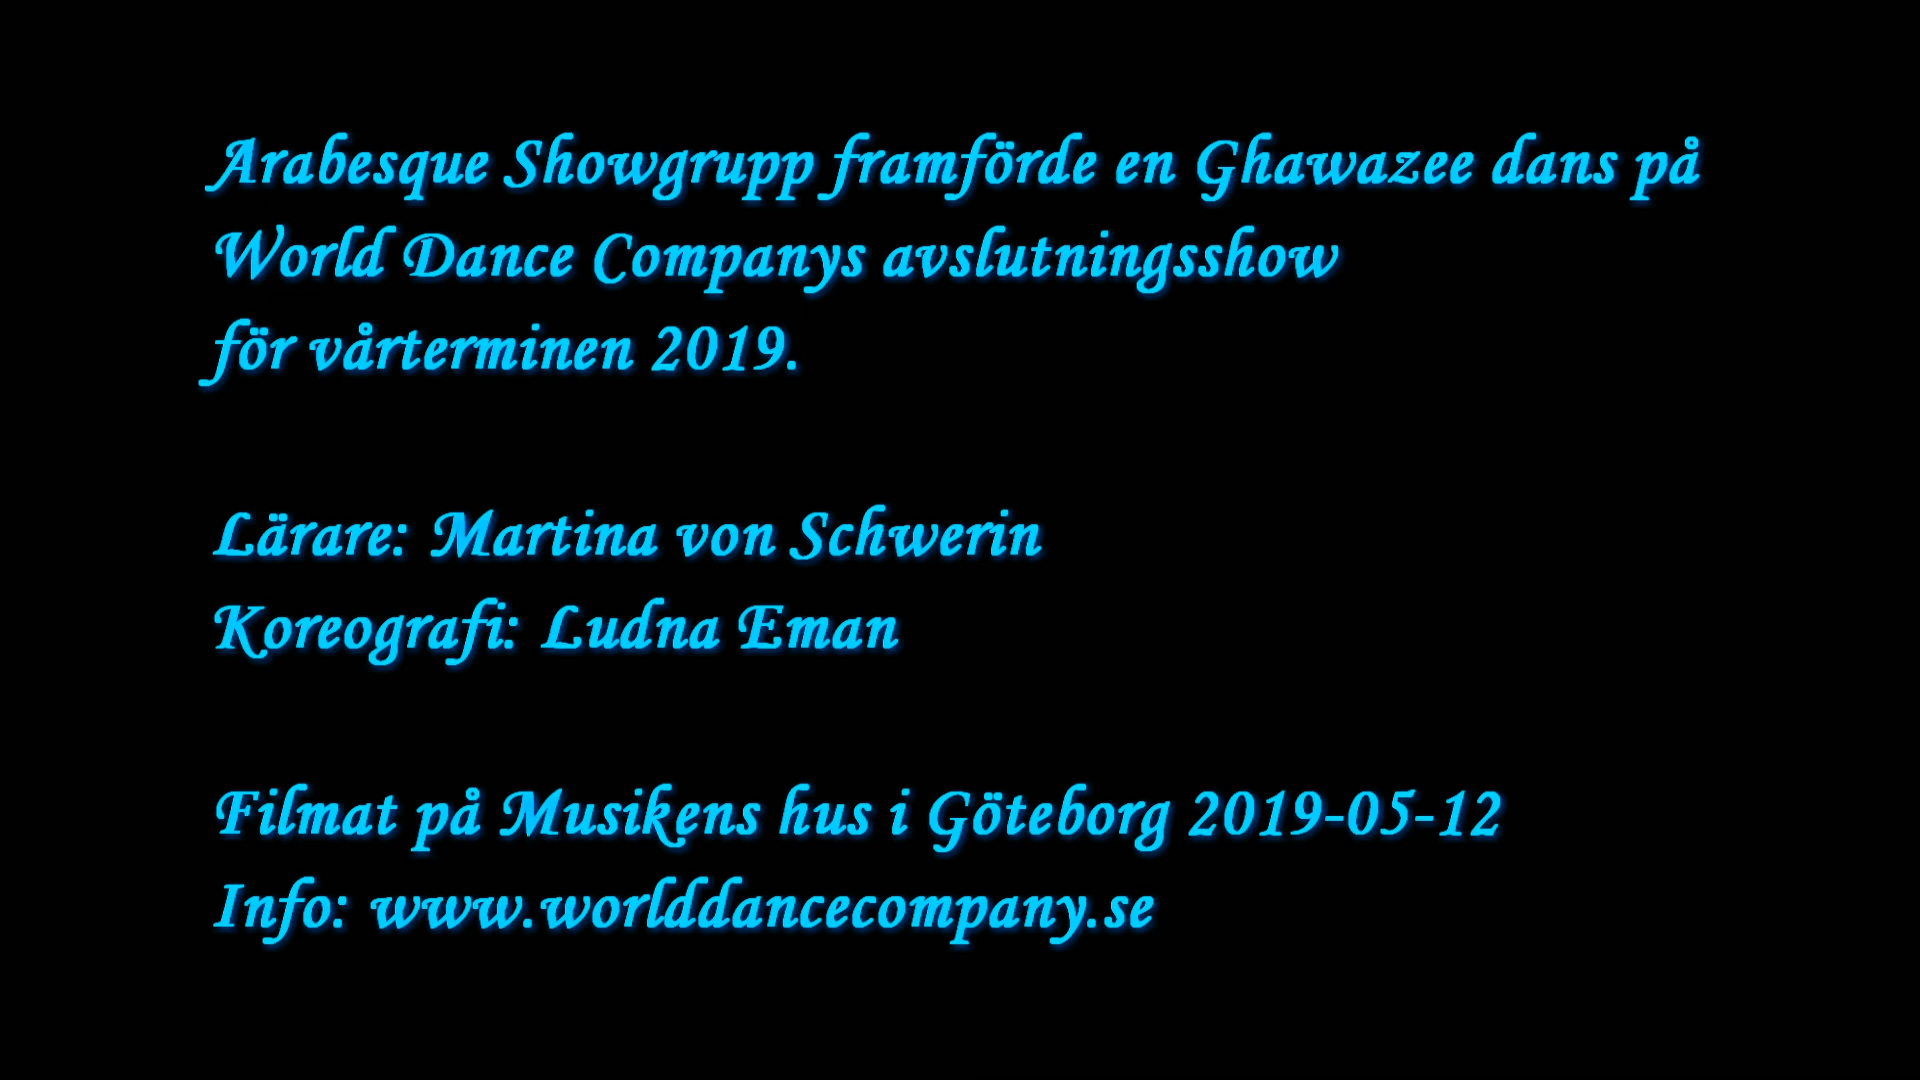 Arabesque Showgrupp framförde en Ghawazee dans på
World Dance Companys avslutningsshow
för vårterminen 2019.
Lärare: Martina von Schwerin
Koreografi: Ludna Eman
Filmat på Musikens hus i Göteborg 2019-05-12
Info: www.worlddancecompany.se